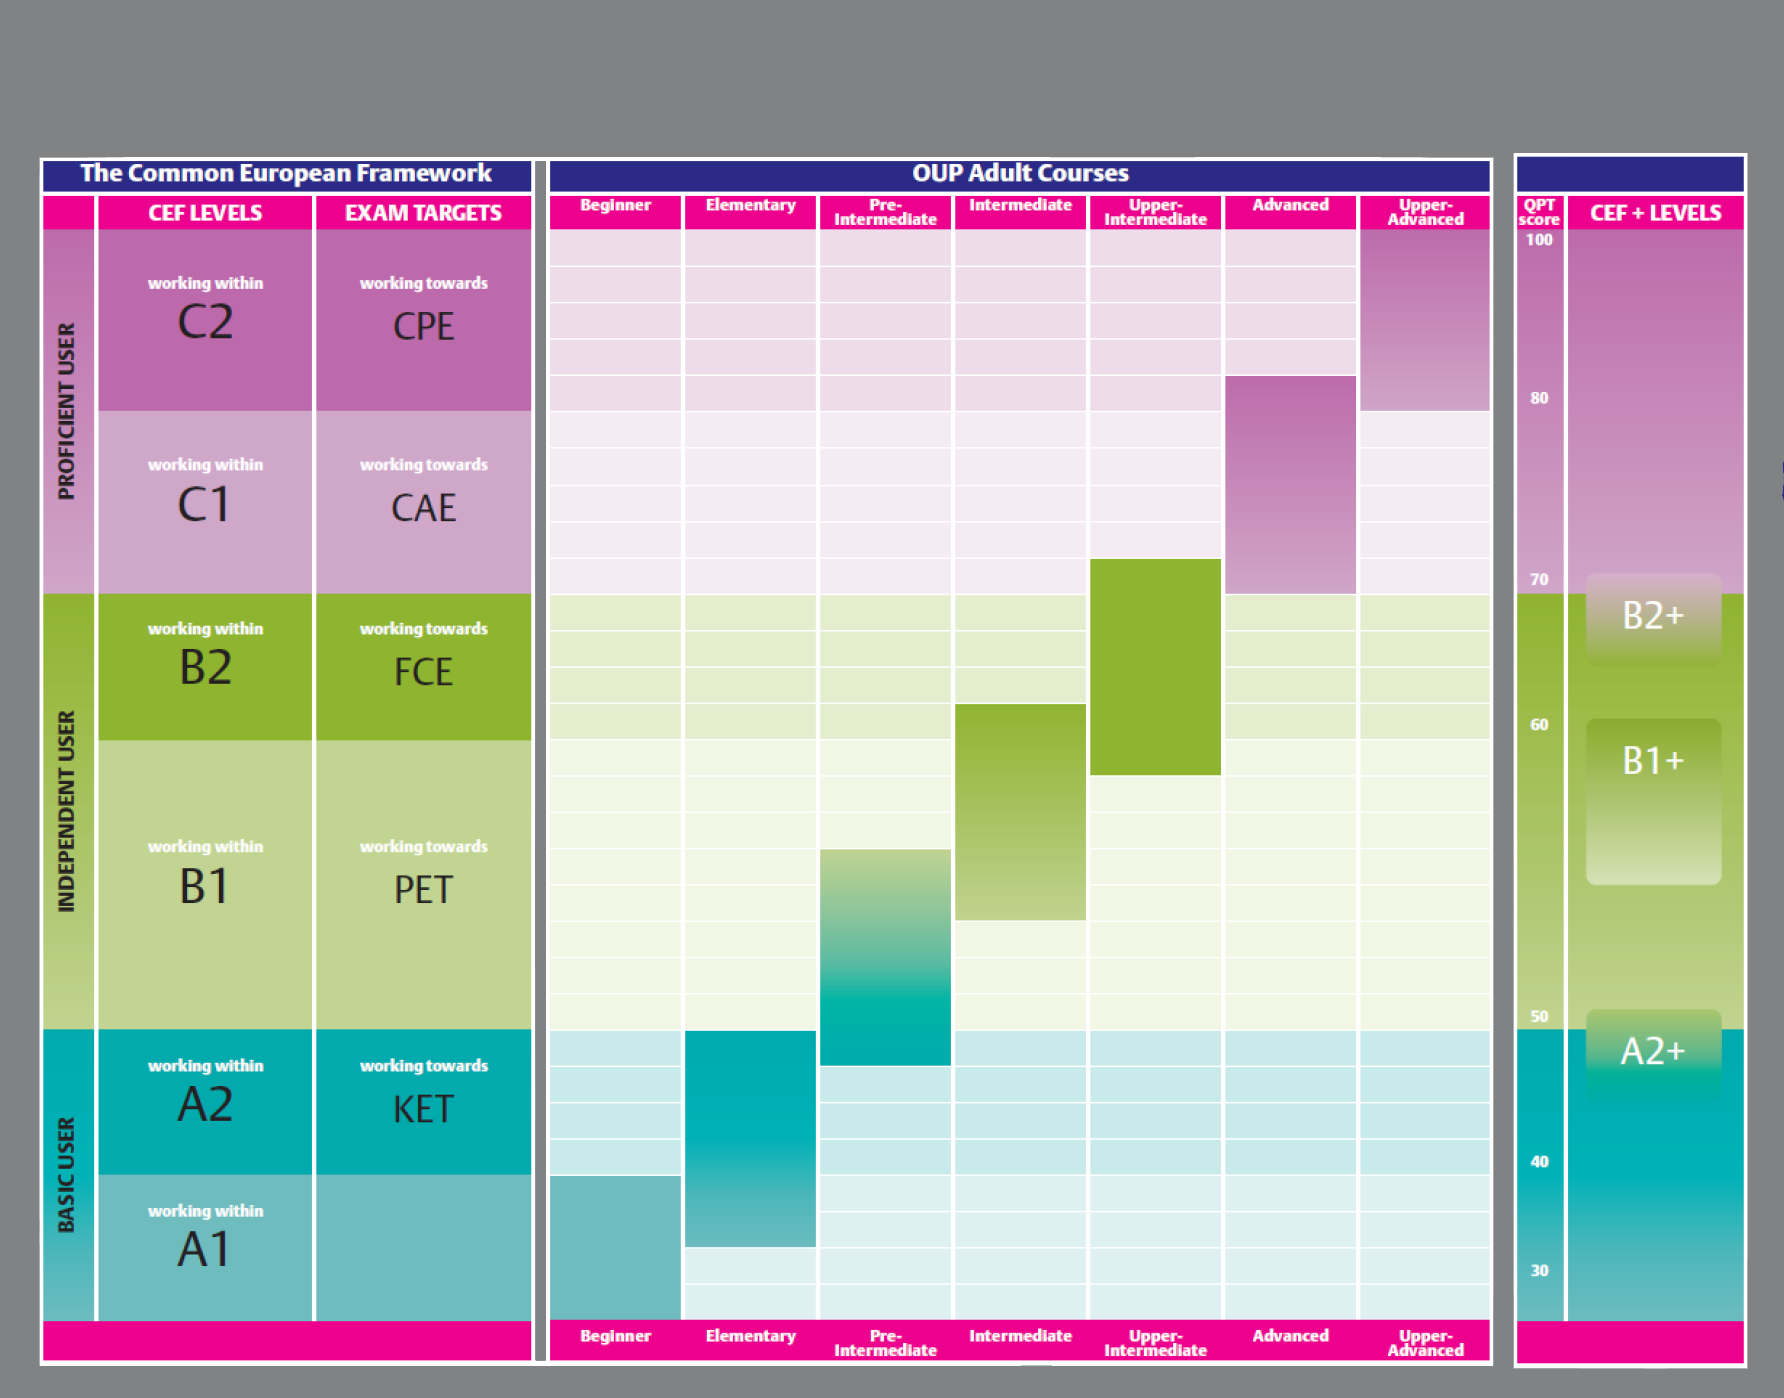 The Common European Framework
CEF LEVELS
EXAM TARGETS
PROFICIENT USER
working within
C2
working towards
CPE
working within
C1
working towards
CAE
INDEPENDENT USER
working within
B2
working towards
FCE
working within
B1
working towards
PET
BASIC USER
working within
A2
working towards
KET
working within
A1
OUP Adult Courses
Beginner
Elementary
Pre-
Intermediate
Intermediate
Upper-
Intermediate
Advanced
Upper-
Advanced
Beginner
Elementary
Pre-
Intermediate
Intermediate
Upper-
Intermediate
Advanced
Upper-
Advanced
QPT
score
CEF + LEVELS
100
80
70
B2+
60
B1+
50
A2+
40
30